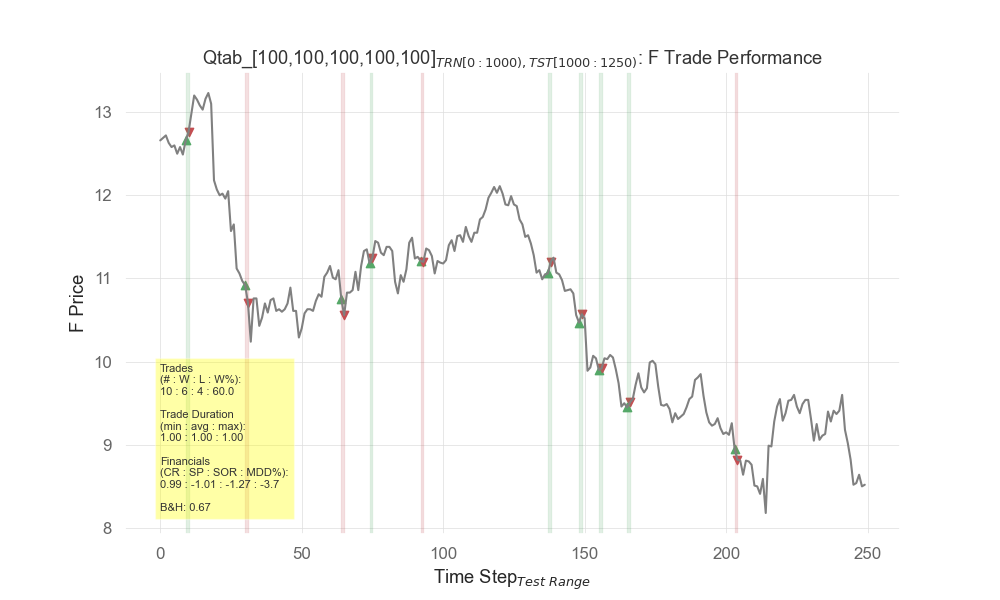 Qtab_[100,100,100,100,100]TRN[0 : 1000), TST[1000 : 1250): F Trade Performance
13
12
11
10
9
8
F Price
Trades
(# : W : L : W%):
10 : 6 : 4 : 60.0
Trade Duration
(min : avg : max):
1.00 : 1.00 : 1.00
Financials
(CR : SP : SOR : MDD%):
0.99 : -1.01 : -1.27 : -3.7
B&H: 0.67
0 50 100 150 200 250
Time StepTest Range